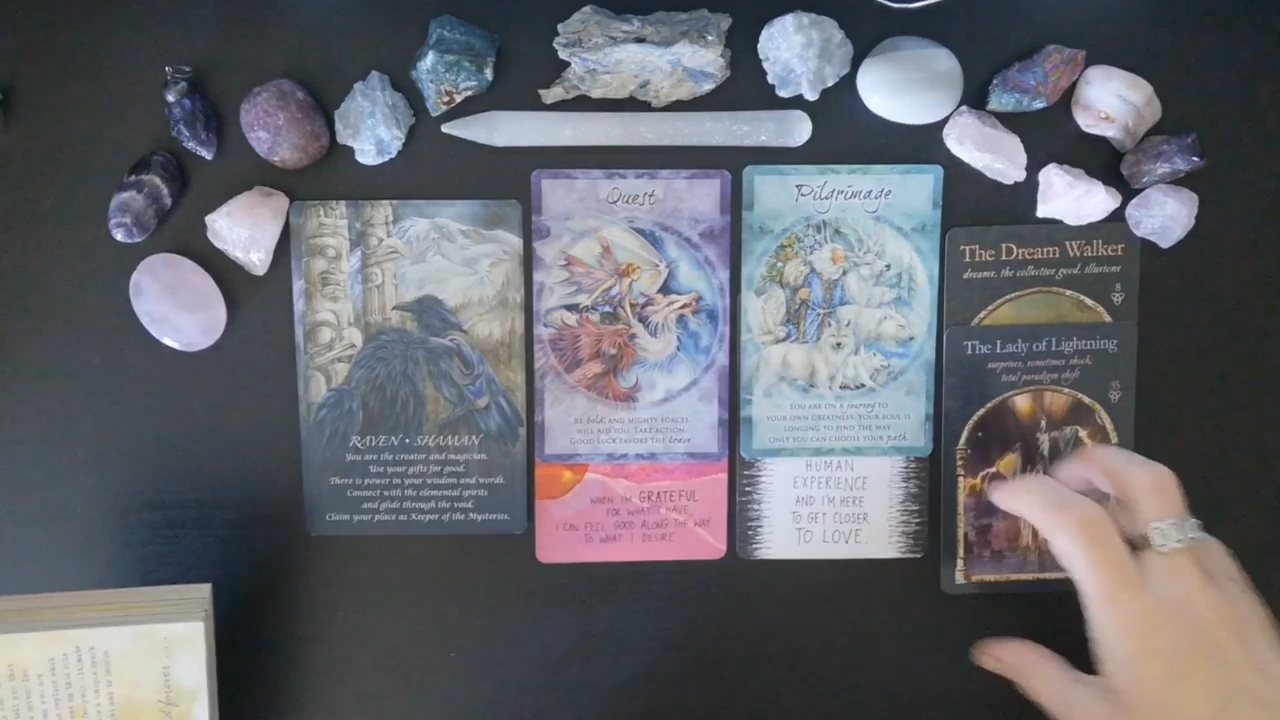 RAVEN • SHAMAN
You are the creator and magician.
Use your gifts for good.
There is power in your wisdom and words.
Connect with the elemental spirits
and glide through the void.
Claim your place as Keeper of the Mysteries.
Quest
BE bold, AND MIGHTY FORCES
WILL AID YOU. TAKE ACTION.
GOOD LUCK FAVORS THE brave
WHEN I'M GRATEFUL
FOR WHAT I HAVE,
I CAN FEEL GOOD ALONG THE WAY
TO WHAT I DESIRE
Pilgrimage
YOU ARE ON A journey TO
YOUR OWN GREATNESS. YOUR SOUL IS
LONGING TO FIND THE WAY.
ONLY YOU CAN CHOOSE YOUR path.
HUMAN
EXPERIENCE
AND I'M HERE
TO GET CLOSER
TO LOVE.
The Dream Walker
dreams, the collective good, illusions
8
The Lady of Lightning
surprises, sometimes shock,
total paradigm shift
35